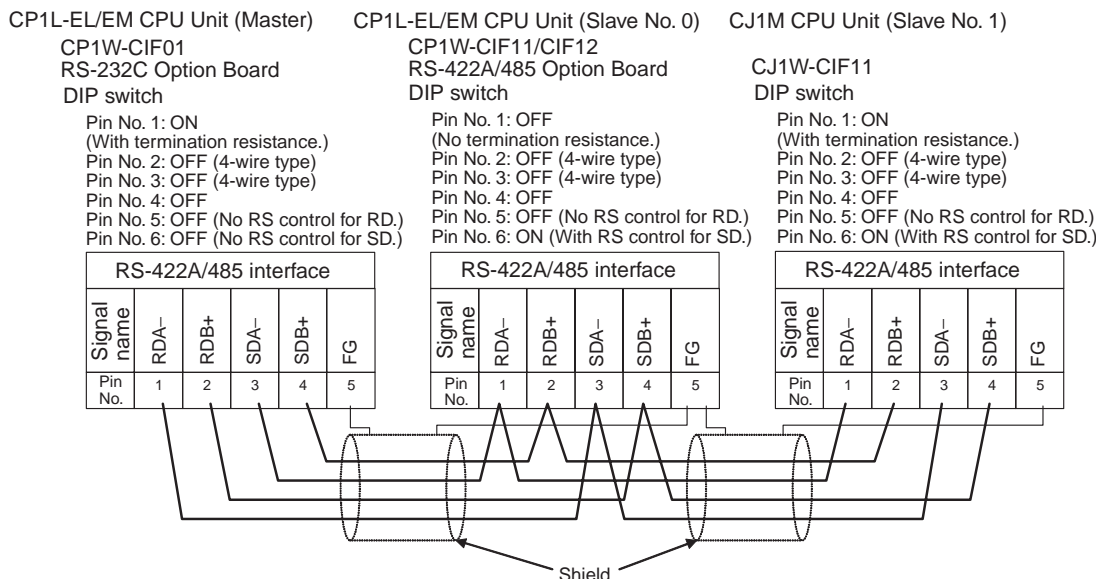 CP1L-EL/EM CPU Unit (Master)
CP1W-CIF01
RS-232C Option Board
DIP switch
Pin No. 1: ON
(With termination resistance.)
Pin No. 2: OFF (4-wire type)
Pin No. 3: OFF (4-wire type)
Pin No. 4: OFF
Pin No. 5: OFF (No RS control for RD.)
Pin No. 6: OFF (No RS control for SD.)
RS-422A/485 interface
Signal name RDA− RDB+ SDA− SDB+ FG
Pin No. 1 2 3 4 5
CP1L-EL/EM CPU Unit (Slave No. 0)
CP1W-CIF11/CIF12
RS-422A/485 Option Board
DIP switch
Pin No. 1: OFF
(No termination resistance.)
Pin No. 2: OFF (4-wire type)
Pin No. 3: OFF (4-wire type)
Pin No. 4: OFF
Pin No. 5: OFF (No RS control for RD.)
Pin No. 6: ON (With RS control for SD.)
RS-422A/485 interface
Signal name RDA− RDB+ SDA− SDB+ FG
Pin No. 1 2 3 4 5
CJ1M CPU Unit (Slave No. 1)
CJ1W-CIF11
DIP switch
Pin No. 1: ON
(With termination resistance.)
Pin No. 2: OFF (4-wire type)
Pin No. 3: OFF (4-wire type)
Pin No. 4: OFF
Pin No. 5: OFF (No RS control for RD.)
Pin No. 6: ON (With RS control for SD.)
RS-422A/485 interface
Signal name RDA− RDB+ SDA− SDB+ FG
Pin No. 1 2 3 4 5
Shield